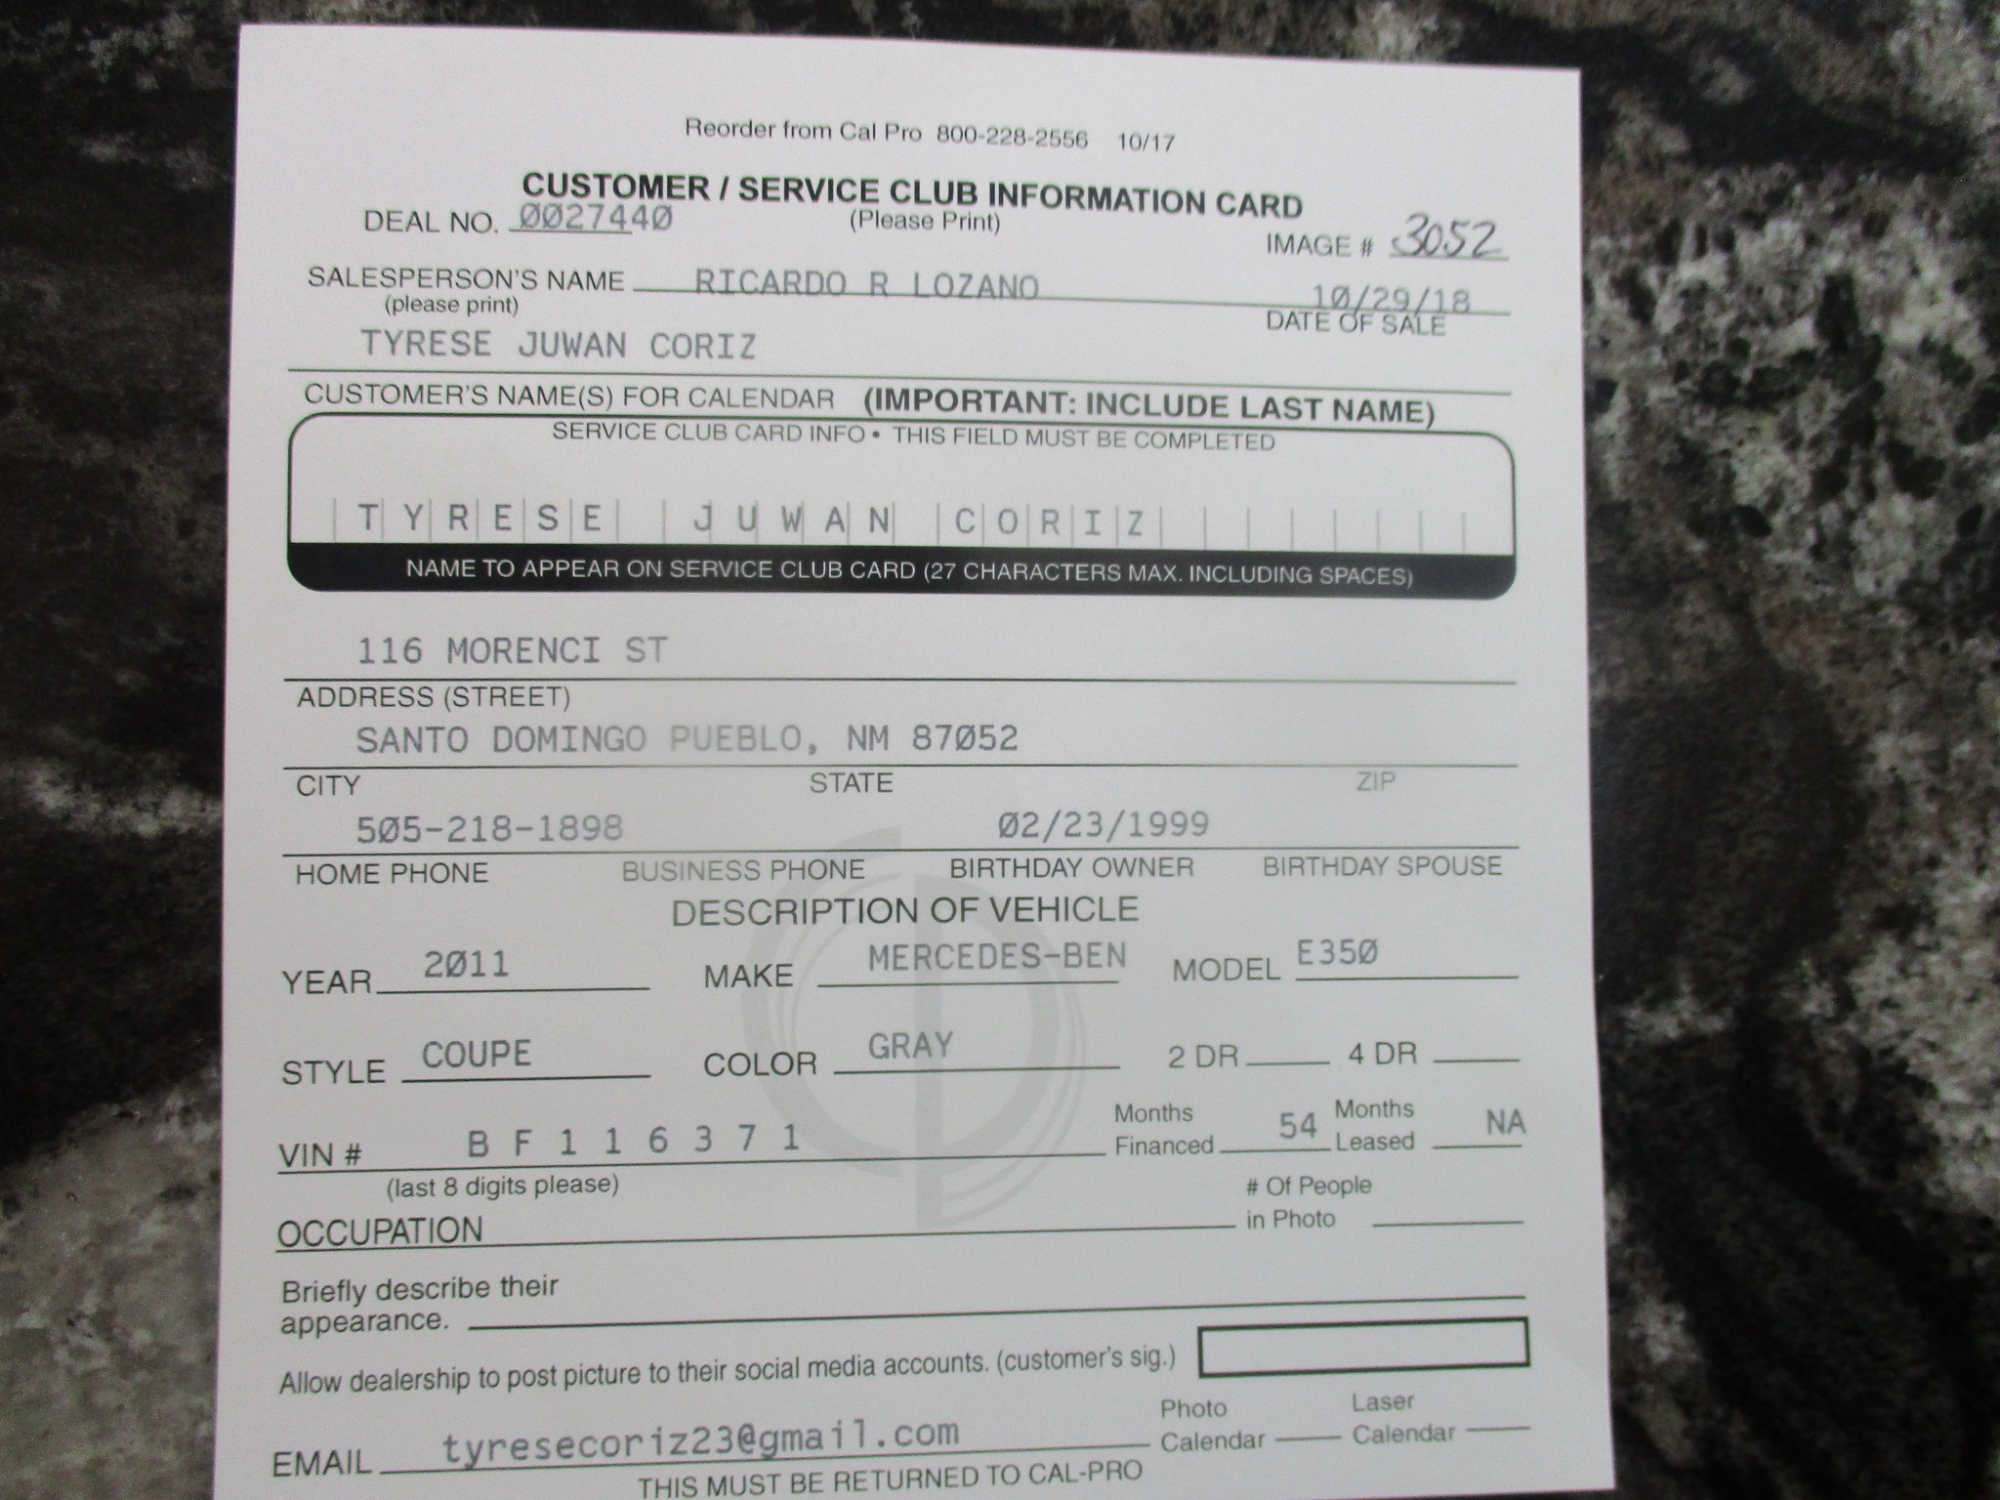 Reorder from Cal Pro 800-228-2556 10/17
CUSTOMER / SERVICE CLUB INFORMATION CARD
DEAL NO. 0027440 (Please Print)
IMAGE # 3052
SALESPERSON'S NAME RICARDO R LOZANO 10/29/18
(please print) DATE OF SALE
TYRESE JUWAN CORIZ
CUSTOMER'S NAME(S) FOR CALENDAR (IMPORTANT: INCLUDE LAST NAME)
SERVICE CLUB CARD INFO • THIS FIELD MUST BE COMPLETED
TYRESE JUWAN CORIZ
NAME TO APPEAR ON SERVICE CLUB CARD (27 CHARACTERS MAX. INCLUDING SPACES)
116 MORENCI ST
ADDRESS (STREET)
SANTO DOMINGO PUEBLO, NM 87052
CITY STATE ZIP
505-218-1898 02/23/1999
HOME PHONE BUSINESS PHONE BIRTHDAY OWNER BIRTHDAY SPOUSE
DESCRIPTION OF VEHICLE
YEAR 2011 MAKE MERCEDES-BEN MODEL E350
STYLE COUPE COLOR GRAY 2 DR 4 DR
VIN # B F 1 1 6 3 7 1 Months Financed 54 Months Leased NA
(last 8 digits please)
OCCUPATION # Of People in Photo
Briefly describe their
appearance.
Allow dealership to post picture to their social media accounts. (customer's sig.)
EMAIL tyresecoriz23@gmail.com Photo Calendar Laser Calendar
THIS MUST BE RETURNED TO CAL-PRO